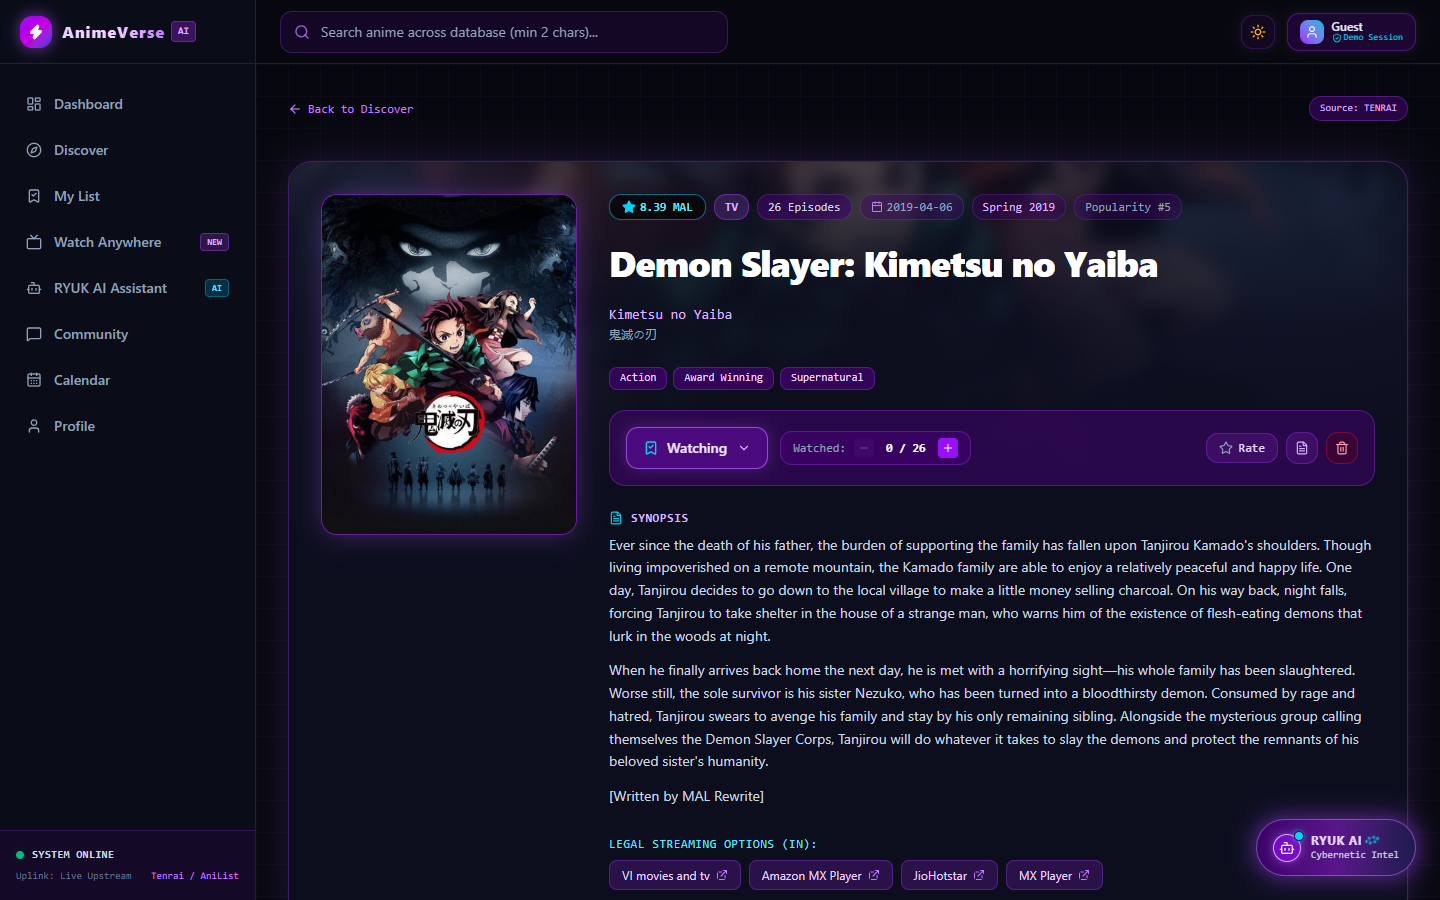 AnimeVerse AI
Search anime across database (min 2 chars)...
Guest
Demo Session
Dashboard
Discover
My List
Watch Anywhere NEW
RYUK AI Assistant AI
Community
Calendar
Profile
SYSTEM ONLINE
Uplink: Live Upstream Tenrai / AniList
Back to Discover
Source: TENRAI
鬼滅の刃
8.39 MAL TV 26 Episodes 2019-04-06 Spring 2019 Popularity #5
Demon Slayer: Kimetsu no Yaiba
Kimetsu no Yaiba
鬼滅の刃
Action Award Winning Supernatural
Watching Watched: − 0 / 26 + Rate
SYNOPSIS
Ever since the death of his father, the burden of supporting the family has fallen upon Tanjirou Kamado's shoulders. Though
living impoverished on a remote mountain, the Kamado family are able to enjoy a relatively peaceful and happy life. One
day, Tanjirou decides to go down to the local village to make a little money selling charcoal. On his way back, night falls,
forcing Tanjirou to take shelter in the house of a strange man, who warns him of the existence of flesh-eating demons that
lurk in the woods at night.
When he finally arrives back home the next day, he is met with a horrifying sight—his whole family has been slaughtered.
Worse still, the sole survivor is his sister Nezuko, who has been turned into a bloodthirsty demon. Consumed by rage and
hatred, Tanjirou swears to avenge his family and stay by his only remaining sibling. Alongside the mysterious group calling
themselves the Demon Slayer Corps, Tanjirou will do whatever it takes to slay the demons and protect the remnants of his
beloved sister's humanity.
[Written by MAL Rewrite]
LEGAL STREAMING OPTIONS (IN):
VI movies and tv Amazon MX Player JioHotstar MX Player
RYUK AI
Cybernetic Intel